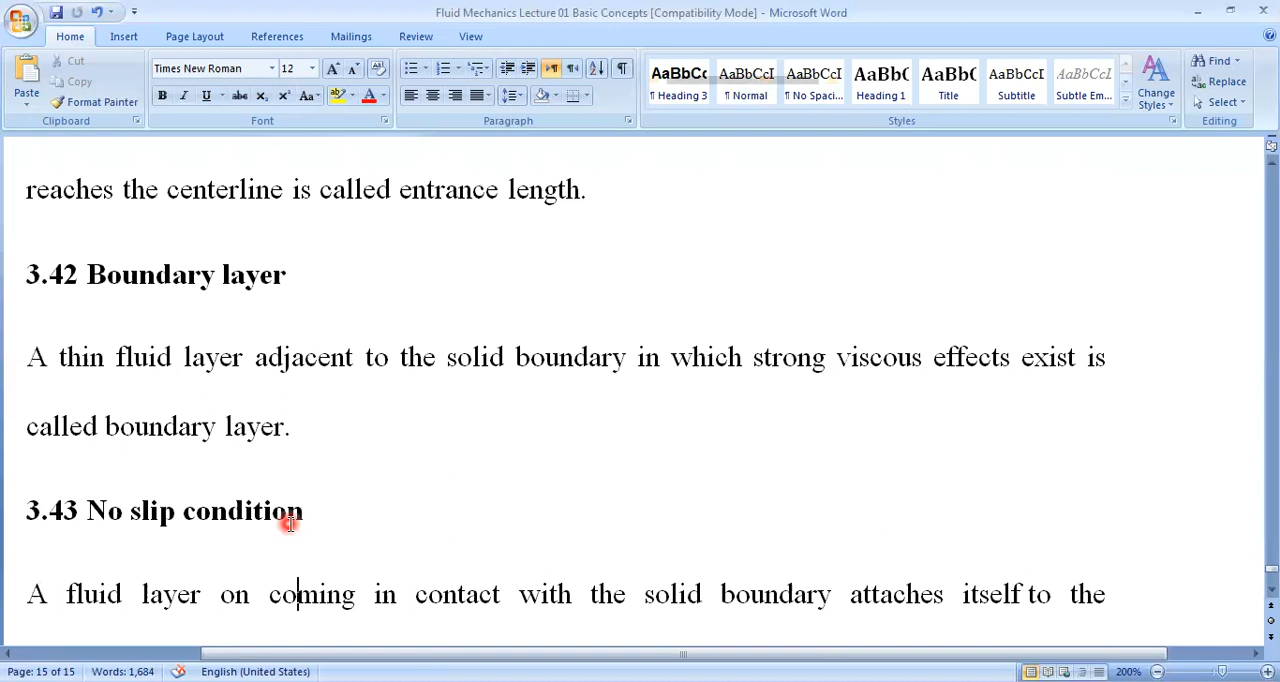 Fluid Mechanics Lecture 01 Basic Concepts [Compatibility Mode] - Microsoft Word
Home Insert Page Layout References Mailings Review View
Paste
Cut
Copy
Format Painter
Clipboard
Times New Roman 12
Font
Paragraph
AaBbCc AaBbCcI AaBbCcI AaBb( AaBb( AaBbCcI AaBbCcI
¶ Heading 3 ¶ Normal ¶ No Spaci... Heading 1 Title Subtitle Subtle Em...
Change Styles
Styles
Find
Replace
Select
Editing
reaches the centerline is called entrance length.
3.42 Boundary layer
A thin fluid layer adjacent to the solid boundary in which strong viscous effects exist is
called boundary layer.
3.43 No slip condition
A fluid layer on coming in contact with the solid boundary attaches itself to the
Page: 15 of 15 Words: 1,684 English (United States) 200%